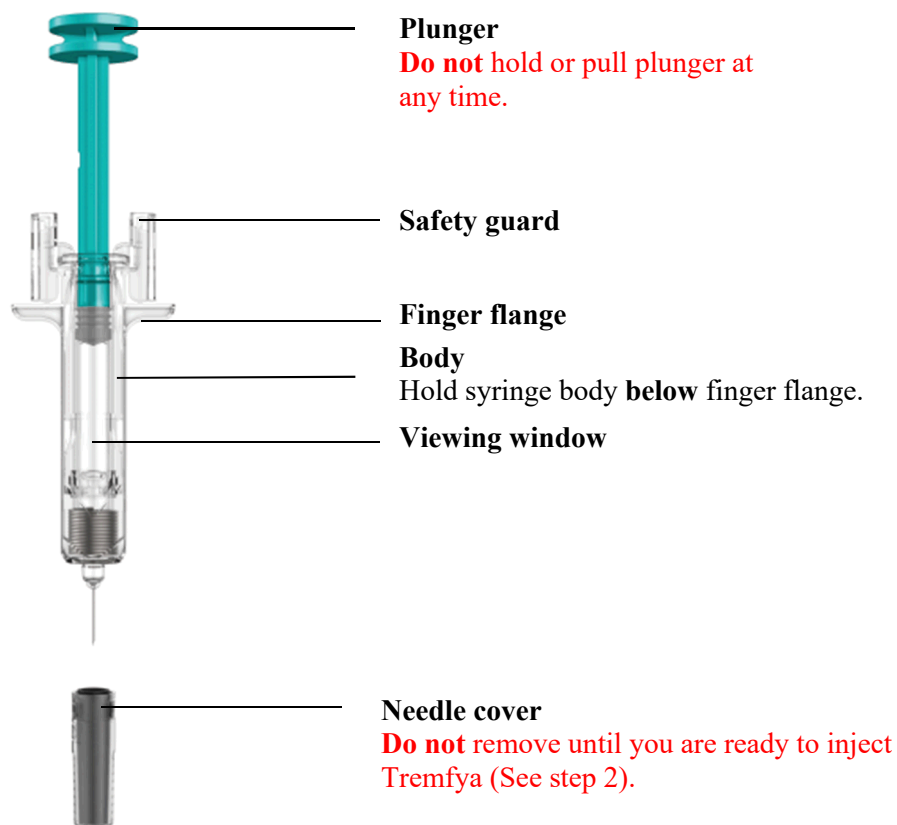 Plunger
Do not hold or pull plunger at
any time.
Safety guard
Finger flange
Body
Hold syringe body below finger flange.
Viewing window
Needle cover
Do not remove until you are ready to inject
Tremfya (See step 2).